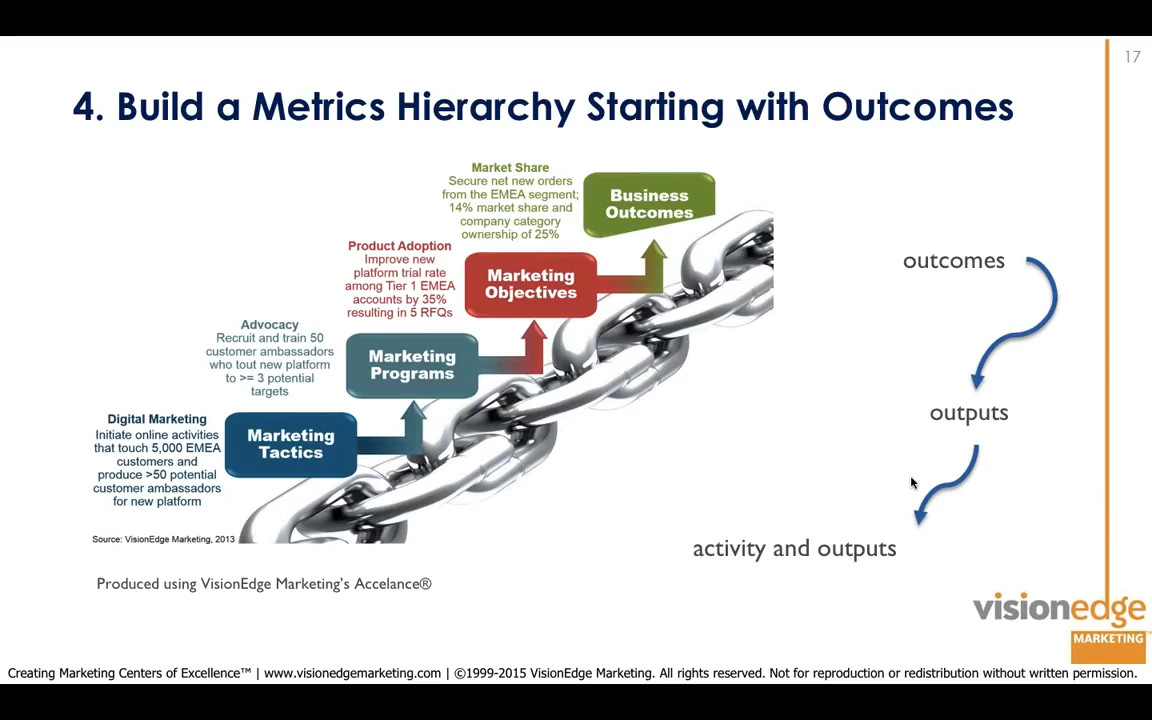 17
4. Build a Metrics Hierarchy Starting with Outcomes
Market Share
Secure net new orders
from the EMEA segment;
14% market share and
company category
ownership of 25%
Business
Outcomes
Product Adoption
Improve new
platform trial rate
among Tier 1 EMEA
accounts by 35%
resulting in 5 RFQs
Marketing
Objectives
Advocacy
Recruit and train 50
customer ambassadors
who tout new platform
to >= 3 potential
targets
Marketing
Programs
Digital Marketing
Initiate online activities
that touch 5,000 EMEA
customers and
produce >50 potential
customer ambassadors
for new platform
Marketing
Tactics
Source: VisionEdge Marketing, 2013
Produced using VisionEdge Marketing's Accelance®
outcomes
outputs
activity and outputs
visionedge
MARKETING™
Creating Marketing Centers of Excellence™ | www.visionedgemarketing.com | ©1999-2015 VisionEdge Marketing. All rights reserved. Not for reproduction or redistribution without written permission.